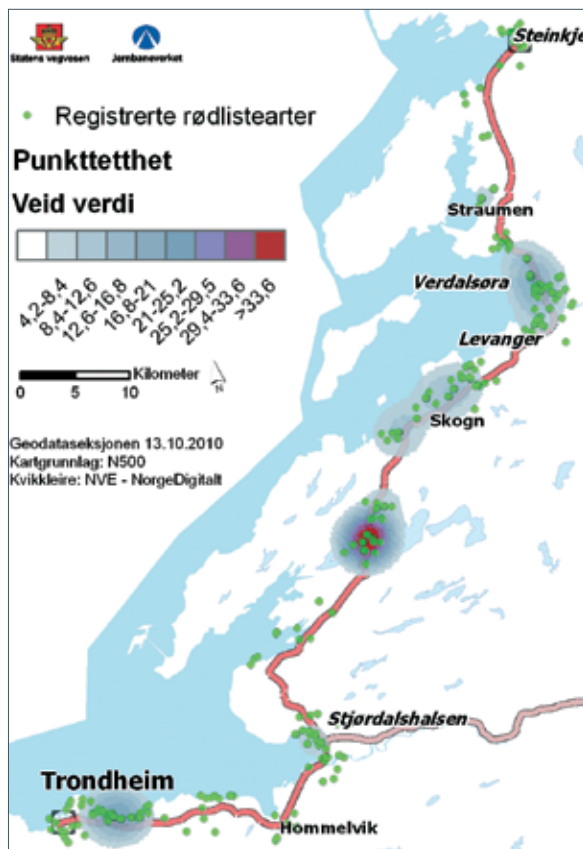 Statens vegvesen
Jernbaneverket
Registrerte rødlistearter
Punkttetthet
Veid verdi
4,2-8,4
8,4-12,6
12,6-16,8
16,8-21
21-25,2
25,2-29,5
29,4-33,6
>33,6
Kilometer
0 5 10
N
Geodataseksjonen 13.10.2010
Kartgrunnlag: N500
Kvikkleire: NVE - NorgeDigitalt
Steinkje
Straumen
Verdalsøra
Levanger
Skogn
Stjørdalshalsen
Trondheim
Hommelvik